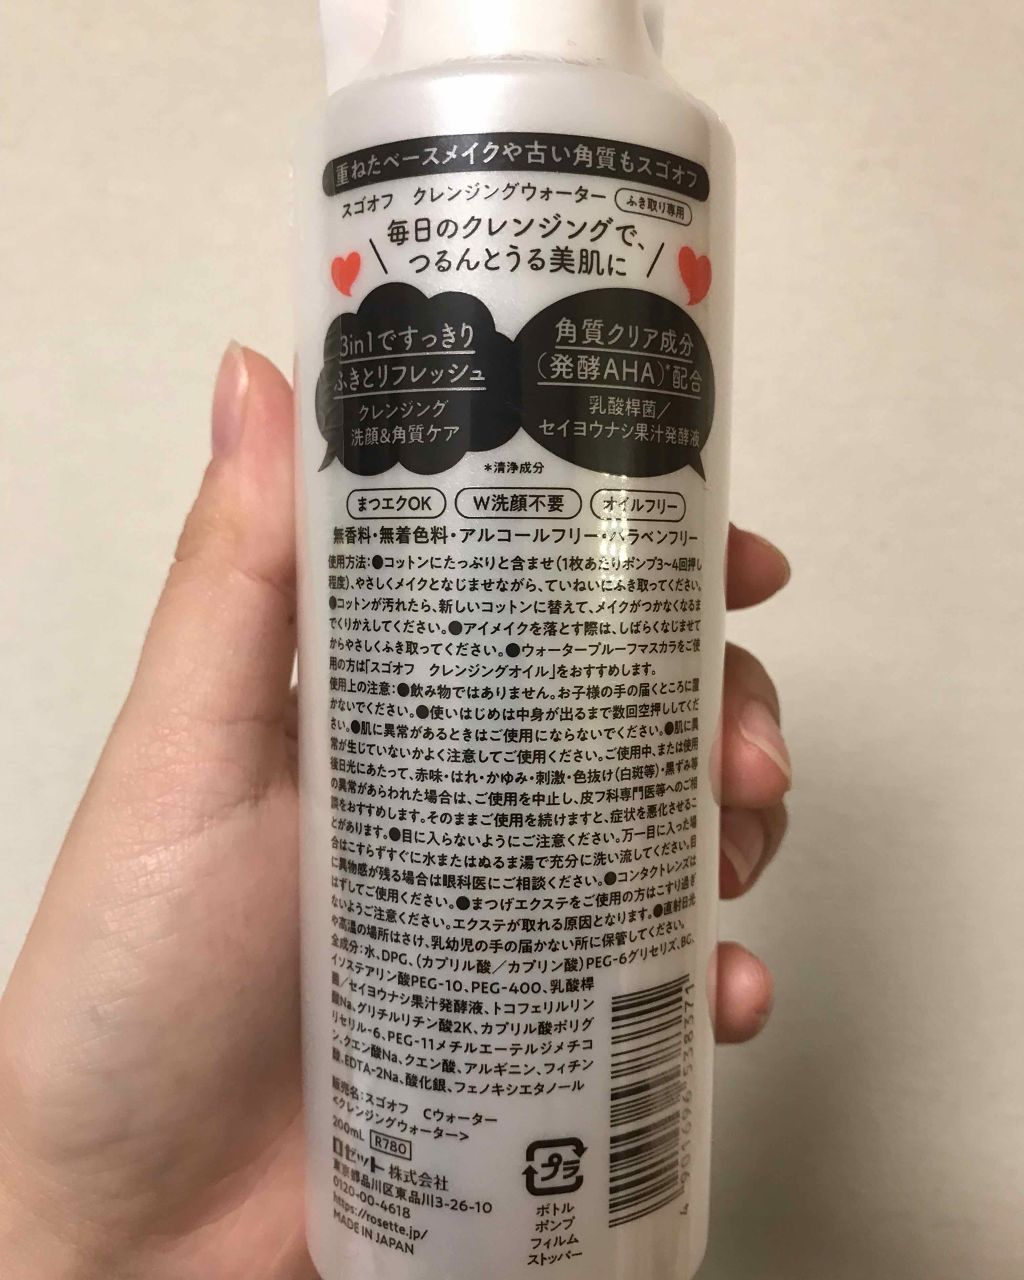 重ねたベースメイクや古い角質もスゴオフ
スゴオフ クレンジングウォーター ふき取り専用
毎日のクレンジングで、
つるんとうる美肌に
3in1ですっきり
ふきとリフレッシュ
クレンジング
洗顔&角質ケア
角質クリア成分
(発酵AHA)*配合
乳酸桿菌/
セイヨウナシ果汁発酵液
*清浄成分
まつエクOK W洗顔不要 オイルフリー
無香料・無着色料・アルコールフリー・パラベンフリー
使用方法:●コットンにたっぷりと含ませ(1枚あたりポンプ3~4回押し
程度)、やさしくメイクとなじませながら、ていねいにふき取ってください。
●コットンが汚れたら、新しいコットンに替えて、メイクがつかなくなるま
でくりかえしてください。●アイメイクを落とす際は、しばらくなじませて
からやさしくふき取ってください。●ウォータープルーフマスカラをご使
用の方は「スゴオフ クレンジングオイル」をおすすめします。
使用上の注意:●飲み物ではありません。お子様の手の届くところに置
かないでください。●使いはじめは中身が出るまで数回空押ししてくだ
さい。●肌に異常があるときはご使用にならないでください。●肌に異
常が生じていないかよく注意してご使用ください。ご使用中、または使用
後日光にあたって、赤味・はれ・かゆみ・刺激・色抜け(白斑等)・黒ずみ等
の異常があらわれた場合は、ご使用を中止し、皮フ科専門医等へのご相
談をおすすめします。そのままご使用を続けますと、症状を悪化させるこ
とがあります。●目に入らないようにご注意ください。万一目に入った場
合はこすらずすぐに水またはぬるま湯で充分に洗い流してください。目
に異物感が残る場合は眼科医にご相談ください。●コンタクトレンズは
はずしてご使用ください。●まつげエクステをご使用の方はこすり過ぎ
ないようご注意ください。エクステが取れる原因となります。●直射日光
や高温の場所はさけ、乳幼児の手の届かない所に保管してください。
全成分:水、DPG、(カプリル酸/カプリン酸)PEG-6グリセリズ、BG、
イソステアリン酸PEG-10、PEG-400、乳酸桿
菌/セイヨウナシ果汁発酵液、トコフェリルリン
酸Na、グリチルリチン酸2K、カプリル酸ポリグ
リセリル-6、PEG-11メチルエーテルジメチコ
ン、クエン酸Na、クエン酸、アルギニン、フィチン
酸、EDTA-2Na、酸化銀、フェノキシエタノール
販売名:スゴオフ Cウォーター
<クレンジングウォーター>
200mL R780
ロゼット株式会社
東京都品川区東品川3-26-10
0120-00-4618
https://rosette.jp/
MADE IN JAPAN
プラ
ボトル
ポンプ
フィルム
ストッパー
4 901696 538371